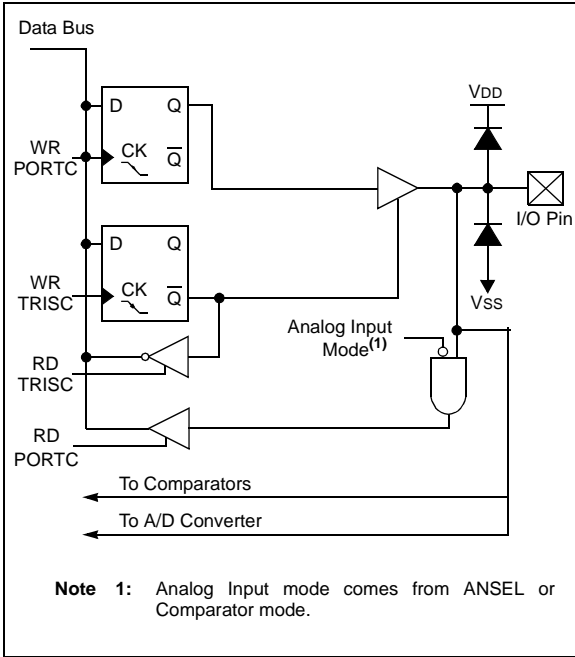 Data Bus
D Q
CK Q
WR
PORTC
VDD
I/O Pin
VSS
D Q
CK Q
WR
TRISC
RD
TRISC
Analog Input
Mode(1)
RD
PORTC
To Comparators
To A/D Converter
Note 1: Analog Input mode comes from ANSEL or
Comparator mode.